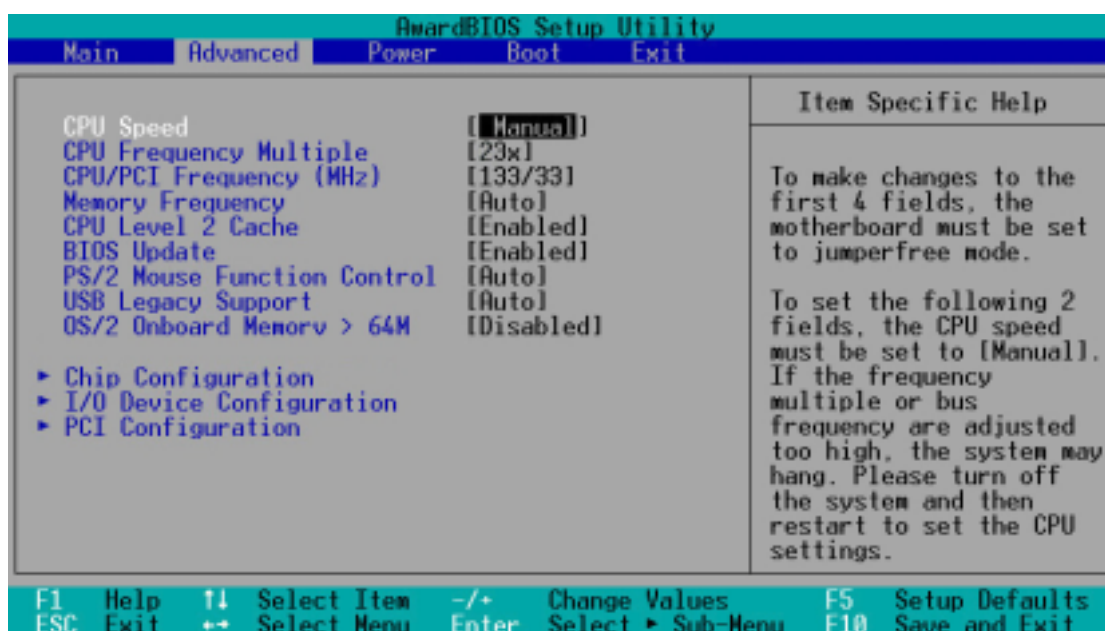 AwardBIOS Setup Utility
Main Advanced Power Boot Exit
CPU Speed [ Manual]
CPU Frequency Multiple [23x]
CPU/PCI Frequency (MHz) [133/33]
Memory Frequency [Auto]
CPU Level 2 Cache [Enabled]
BIOS Update [Enabled]
PS/2 Mouse Function Control [Auto]
USB Legacy Support [Auto]
OS/2 Onboard Memory > 64M [Disabled]
► Chip Configuration
► I/O Device Configuration
► PCI Configuration
Item Specific Help
To make changes to the
first 4 fields, the
motherboard must be set
to jumperfree mode.
To set the following 2
fields, the CPU speed
must be set to [Manual].
If the frequency
multiple or bus
frequency are adjusted
too high, the system may
hang. Please turn off
the system and then
restart to set the CPU
settings.
F1 Help ↑↓ Select Item -/+ Change Values F5 Setup Defaults
ESC Exit ←→ Select Menu Enter Select ► Sub-Menu F10 Save and Exit